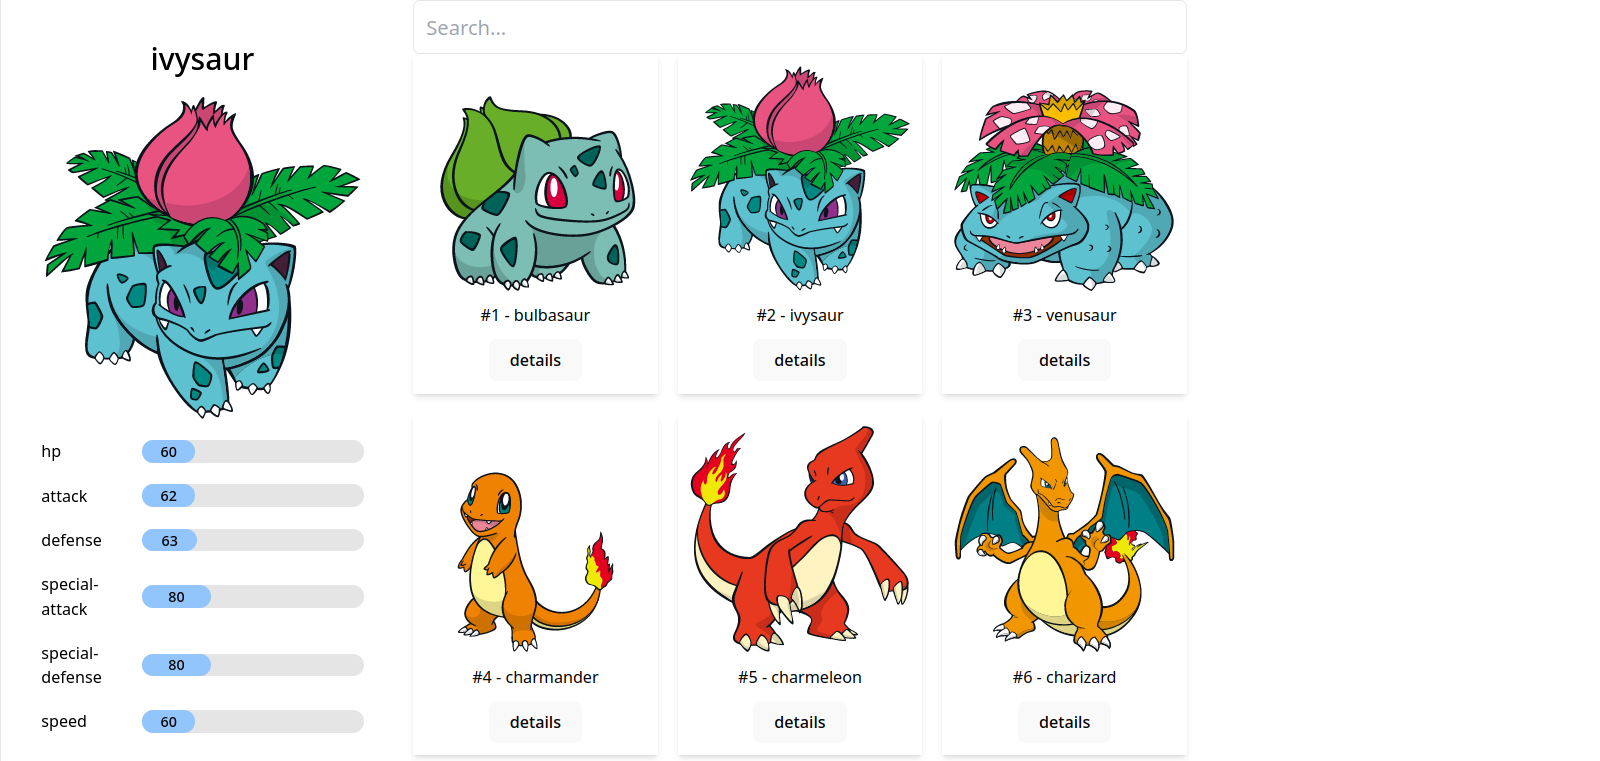 ivysaur
hp
60
attack
62
defense
63
special-
attack
80
special-
defense
80
speed
60
Search...
#1 - bulbasaur
details
#2 - ivysaur
details
#3 - venusaur
details
#4 - charmander
details
#5 - charmeleon
details
#6 - charizard
details